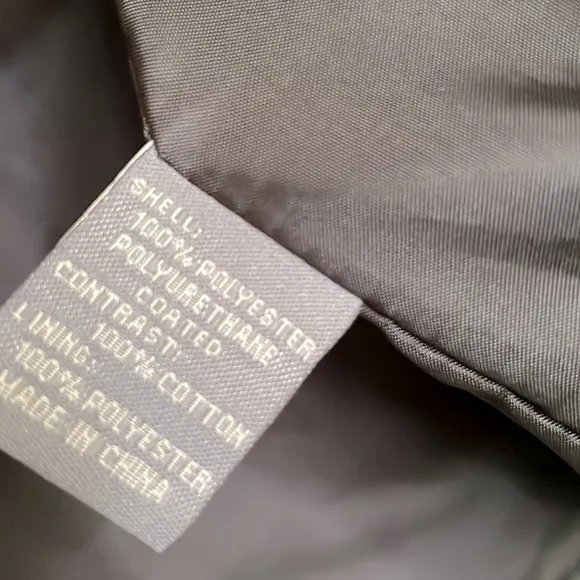 SHELL:
100% POLYESTER
POLYURETHANE
COATED
CONTRAST:
100% COTTON
LINING:
100% POLYESTER
MADE IN CHINA